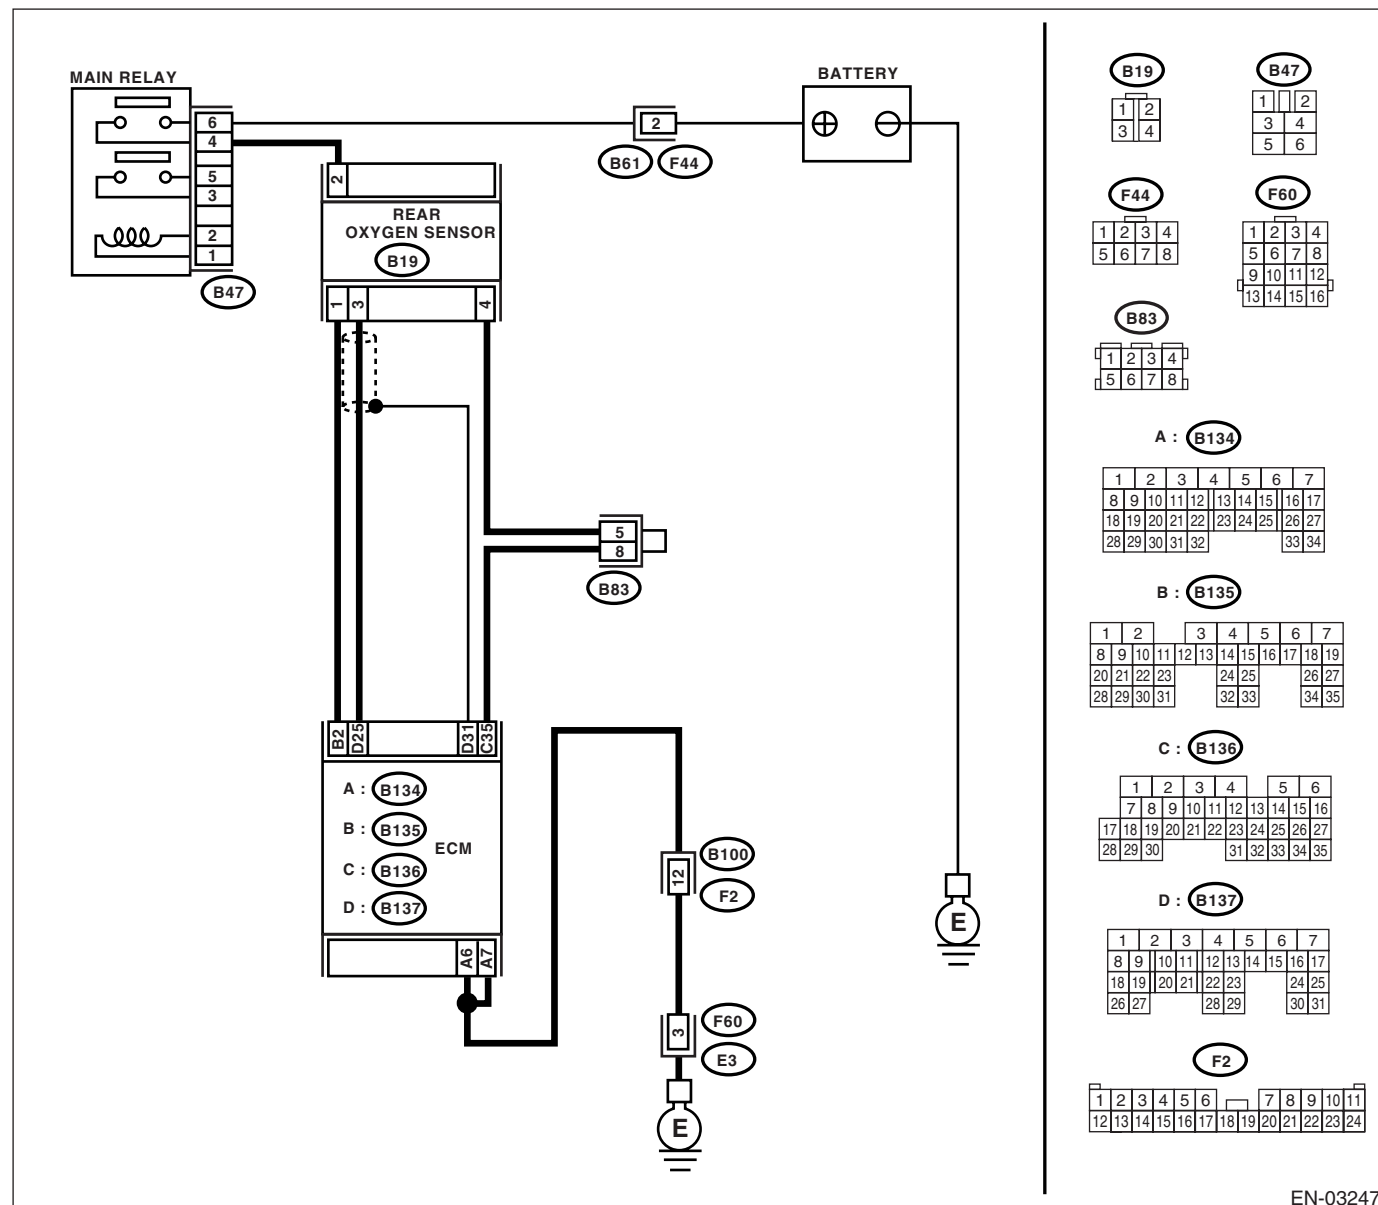 MAIN RELAY
6
4
5
3
2
1
B47
2
B61 F44
BATTERY
2
REAR
OXYGEN SENSOR
B19
1 3 4
5
8
B83
B2 D25 D31 C35
A : B134
B : B135
ECM
C : B136
D : B137
A6 A7
12
B100
F2
3
F60
E3
E
E
B19
1 2
3 4
B47
1 2
3 4
5 6
F44
1 2 3 4
5 6 7 8
F60
1 2 3 4
5 6 7 8
9 10 11 12
13 14 15 16
B83
1 2 3 4
5 6 7 8
A : B134
1 2 3 4 5 6 7
8 9 10 11 12 13 14 15 16 17
18 19 20 21 22 23 24 25 26 27
28 29 30 31 32 33 34
B : B135
1 2 3 4 5 6 7
8 9 10 11 12 13 14 15 16 17 18 19
20 21 22 23 24 25 26 27
28 29 30 31 32 33 34 35
C : B136
1 2 3 4 5 6
7 8 9 10 11 12 13 14 15 16
17 18 19 20 21 22 23 24 25 26 27
28 29 30 31 32 33 34 35
D : B137
1 2 3 4 5 6 7
8 9 10 11 12 13 14 15 16 17
18 19 20 21 22 23 24 25
26 27 28 29 30 31
F2
1 2 3 4 5 6 7 8 9 10 11
12 13 14 15 16 17 18 19 20 21 22 23 24
EN-03247